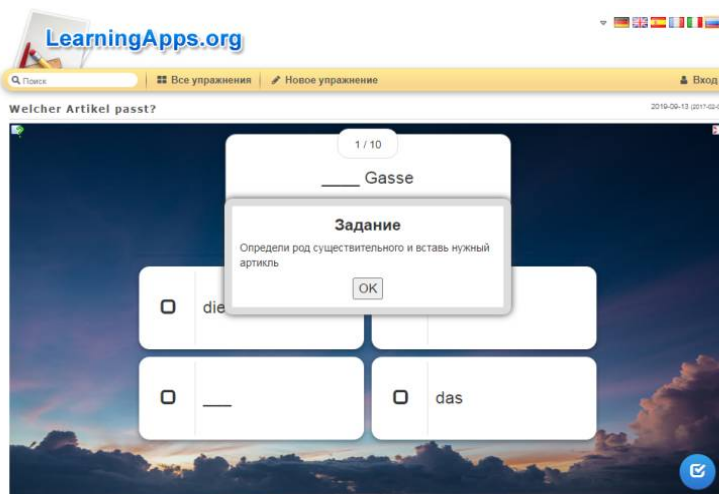 LearningApps.org
Поиск
Все упражнения
Новое упражнение
Вход
Welcher Artikel passt?
2019-09-13
1 / 10
____ Gasse
Задание
Определи род существительного и вставь нужный
артикль
OK
die
___
das